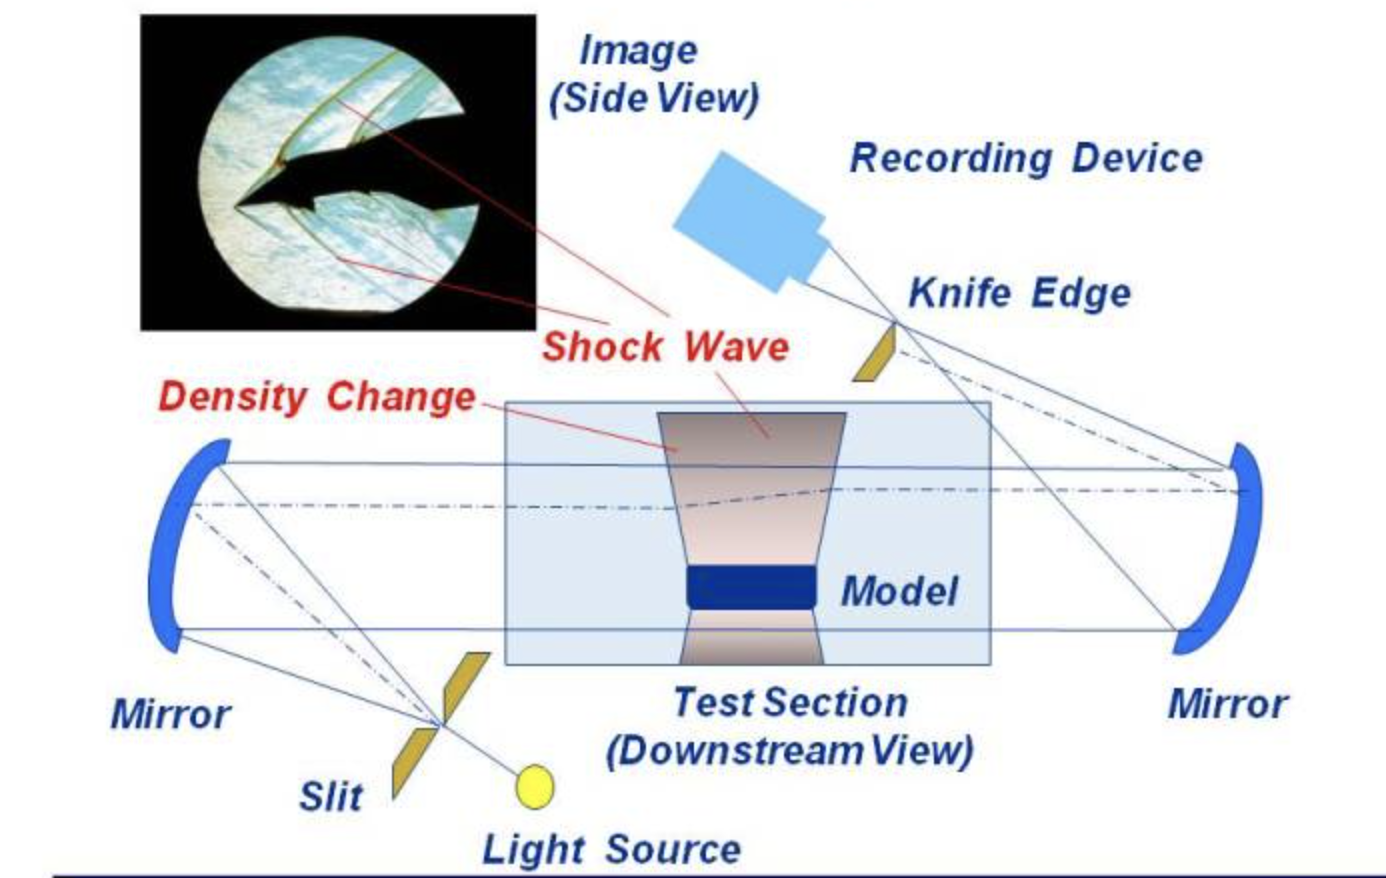 Image
(Side View)
Recording Device
Knife Edge
Shock Wave
Density Change
Model
Mirror
Test Section
(Downstream View)
Mirror
Slit
Light Source